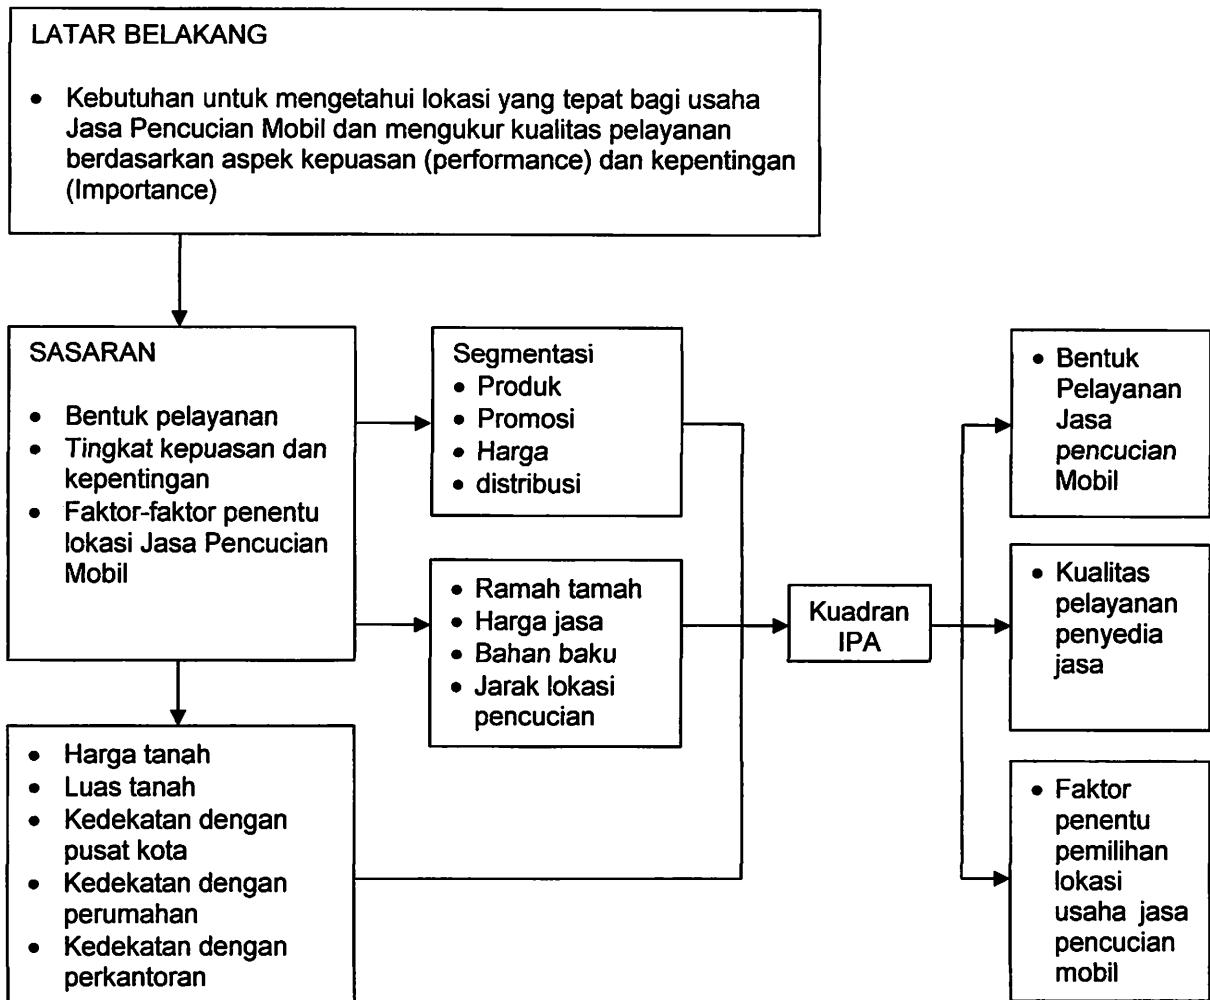 LATAR BELAKANG
• Kebutuhan untuk mengetahui lokasi yang tepat bagi usaha
Jasa Pencucian Mobil dan mengukur kualitas pelayanan
berdasarkan aspek kepuasan (performance) dan kepentingan
(Importance)
SASARAN
• Bentuk pelayanan
• Tingkat kepuasan dan
kepentingan
• Faktor-faktor penentu
lokasi Jasa Pencucian
Mobil
Segmentasi
• Produk
• Promosi
• Harga
• distribusi
• Ramah tamah
• Harga jasa
• Bahan baku
• Jarak lokasi
pencucian
• Harga tanah
• Luas tanah
• Kedekatan dengan
pusat kota
• Kedekatan dengan
perumahan
• Kedekatan dengan
perkantoran
Kuadran
IPA
• Bentuk
Pelayanan
Jasa
pencucian
Mobil
• Kualitas
pelayanan
penyedia
jasa
• Faktor
penentu
pemilihan
lokasi
usaha jasa
pencucian
mobil